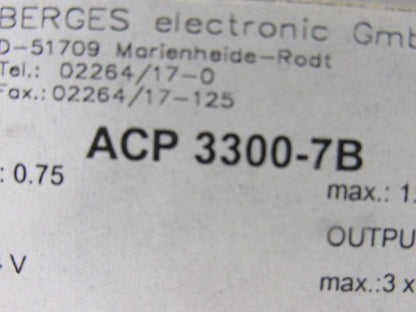 BERGES electronic Gmb
D-51709 Marienheide-Rodt
Tel.: 02264/17-0
Fax.: 02264/17-125
ACP 3300-7B
: 0.75
max.: 1.
OUTPU
V
max.:3 x